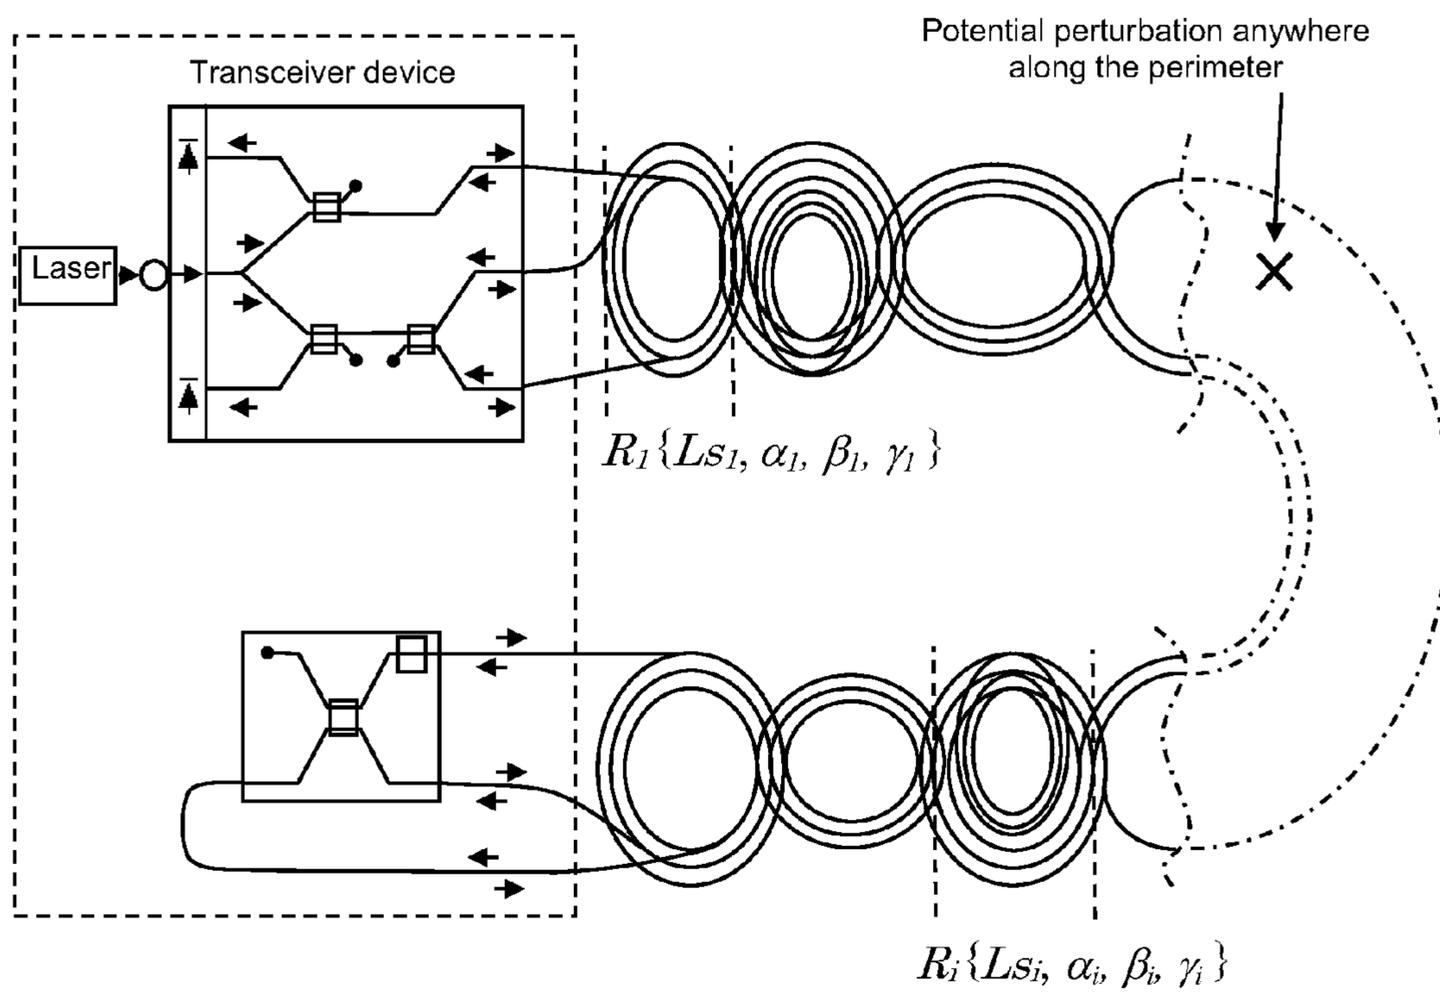 Potential perturbation anywhere
along the perimeter
Transceiver device
Laser
R₁{Ls₁, α₁, β₁, γ₁}
Rᵢ{Lsᵢ, αᵢ, βᵢ, γᵢ}